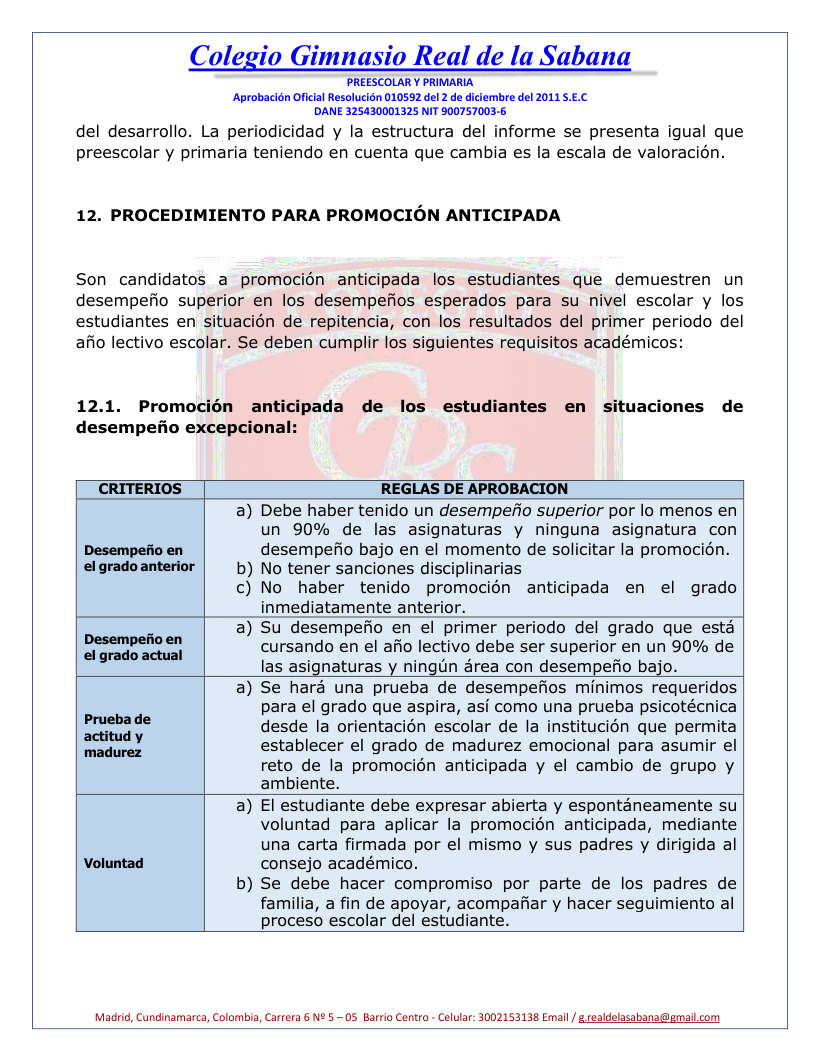 Colegio Gimnasio Real de la Sabana
PREESCOLAR Y PRIMARIA
Aprobación Oficial Resolución 010592 del 2 de diciembre del 2011 S.E.C
DANE 325430001325 NIT 900757003-6
del desarrollo. La periodicidad y la estructura del informe se presenta igual que
preescolar y primaria teniendo en cuenta que cambia es la escala de valoración.
12. PROCEDIMIENTO PARA PROMOCIÓN ANTICIPADA
Son candidatos a promoción anticipada los estudiantes que demuestren un
desempeño superior en los desempeños esperados para su nivel escolar y los
estudiantes en situación de repitencia, con los resultados del primer periodo del
año lectivo escolar. Se deben cumplir los siguientes requisitos académicos:
12.1. Promoción anticipada de los estudiantes en situaciones de
desempeño excepcional:
CRITERIOS
REGLAS DE APROBACION
Desempeño en
el grado anterior
a) Debe haber tenido un desempeño superior por lo menos en
un 90% de las asignaturas y ninguna asignatura con
desempeño bajo en el momento de solicitar la promoción.
b) No tener sanciones disciplinarias
c) No haber tenido promoción anticipada en el grado
inmediatamente anterior.
Desempeño en
el grado actual
a) Su desempeño en el primer periodo del grado que está
cursando en el año lectivo debe ser superior en un 90% de
las asignaturas y ningún área con desempeño bajo.
Prueba de
actitud y
madurez
a) Se hará una prueba de desempeños mínimos requeridos
para el grado que aspira, así como una prueba psicotécnica
desde la orientación escolar de la institución que permita
establecer el grado de madurez emocional para asumir el
reto de la promoción anticipada y el cambio de grupo y
ambiente.
Voluntad
a) El estudiante debe expresar abierta y espontáneamente su
voluntad para aplicar la promoción anticipada, mediante
una carta firmada por el mismo y sus padres y dirigida al
consejo académico.
b) Se debe hacer compromiso por parte de los padres de
familia, a fin de apoyar, acompañar y hacer seguimiento al
proceso escolar del estudiante.
Madrid, Cundinamarca, Colombia, Carrera 6 Nº 5 – 05 Barrio Centro - Celular: 3002153138 Email / g.realdelasabana@gmail.com